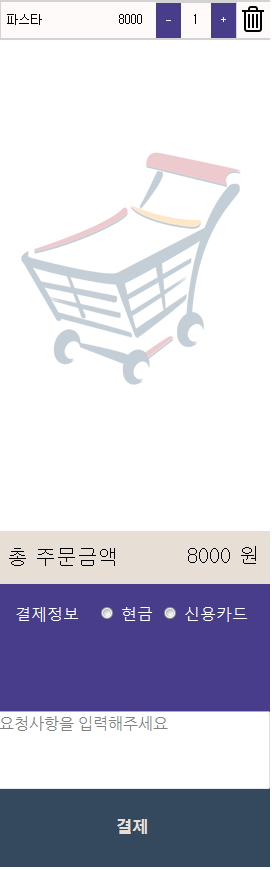 파스타 8000 - 1 +
총 주문금액 8000 원
결제정보 현금 신용카드
요청사항을 입력해주세요
결제